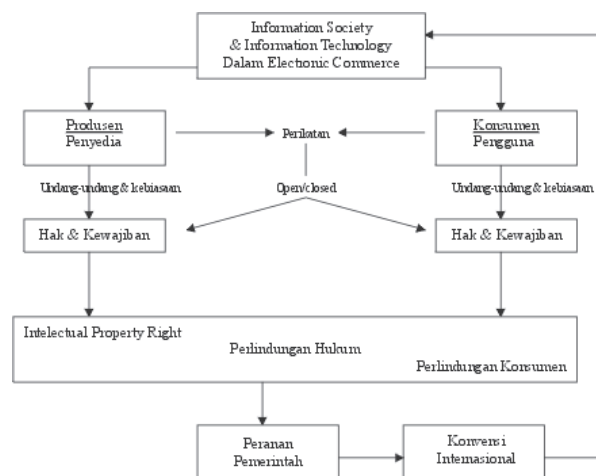 Information Society
& Information Technology
Dalam Electronic Commerce
Produsen
Penyedia
Perikatan
Konsumen
Pengguna
Undang-undang & kebiasaan
Open/closed
Undang-undang & kebiasaan
Hak & Kewajiban
Hak & Kewajiban
Intelectual Property Right
Perlindungan Hukum
Perlindungan Konsumen
Peranan
Pemerintah
Konvensi
Internasional